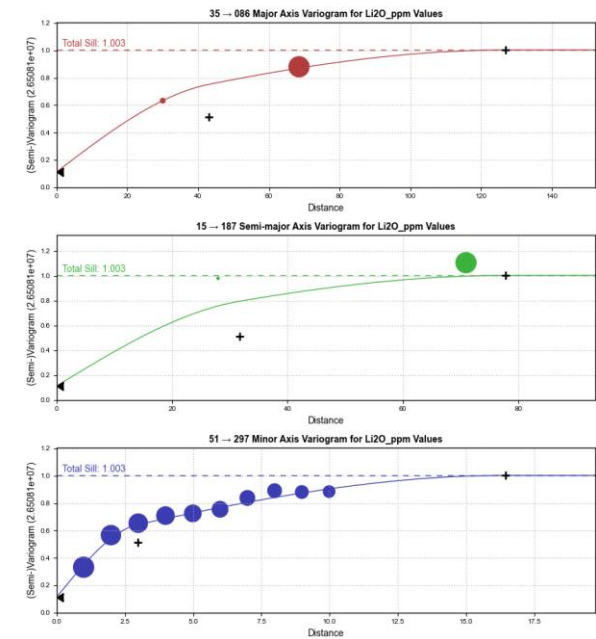 35 → 086 Major Axis Variogram for Li2O_ppm Values
1.2
1.0
0.8
0.6
0.4
0.2
0.0
(Semi-)Variogram (2.65081e+07)
Total Sill: 1.003
0 20 40 60 80 100 120 140
Distance
15 → 187 Semi-major Axis Variogram for Li2O_ppm Values
1.2
1.0
0.8
0.6
0.4
0.2
0.0
(Semi-)Variogram (2.65081e+07)
Total Sill: 1.003
0 20 40 60 80
Distance
51 → 297 Minor Axis Variogram for Li2O_ppm Values
1.2
1.0
0.8
0.6
0.4
0.2
0.0
(Semi-)Variogram (2.65081e+07)
Total Sill: 1.003
0.0 2.5 5.0 7.5 10.0 12.5 15.0 17.5
Distance